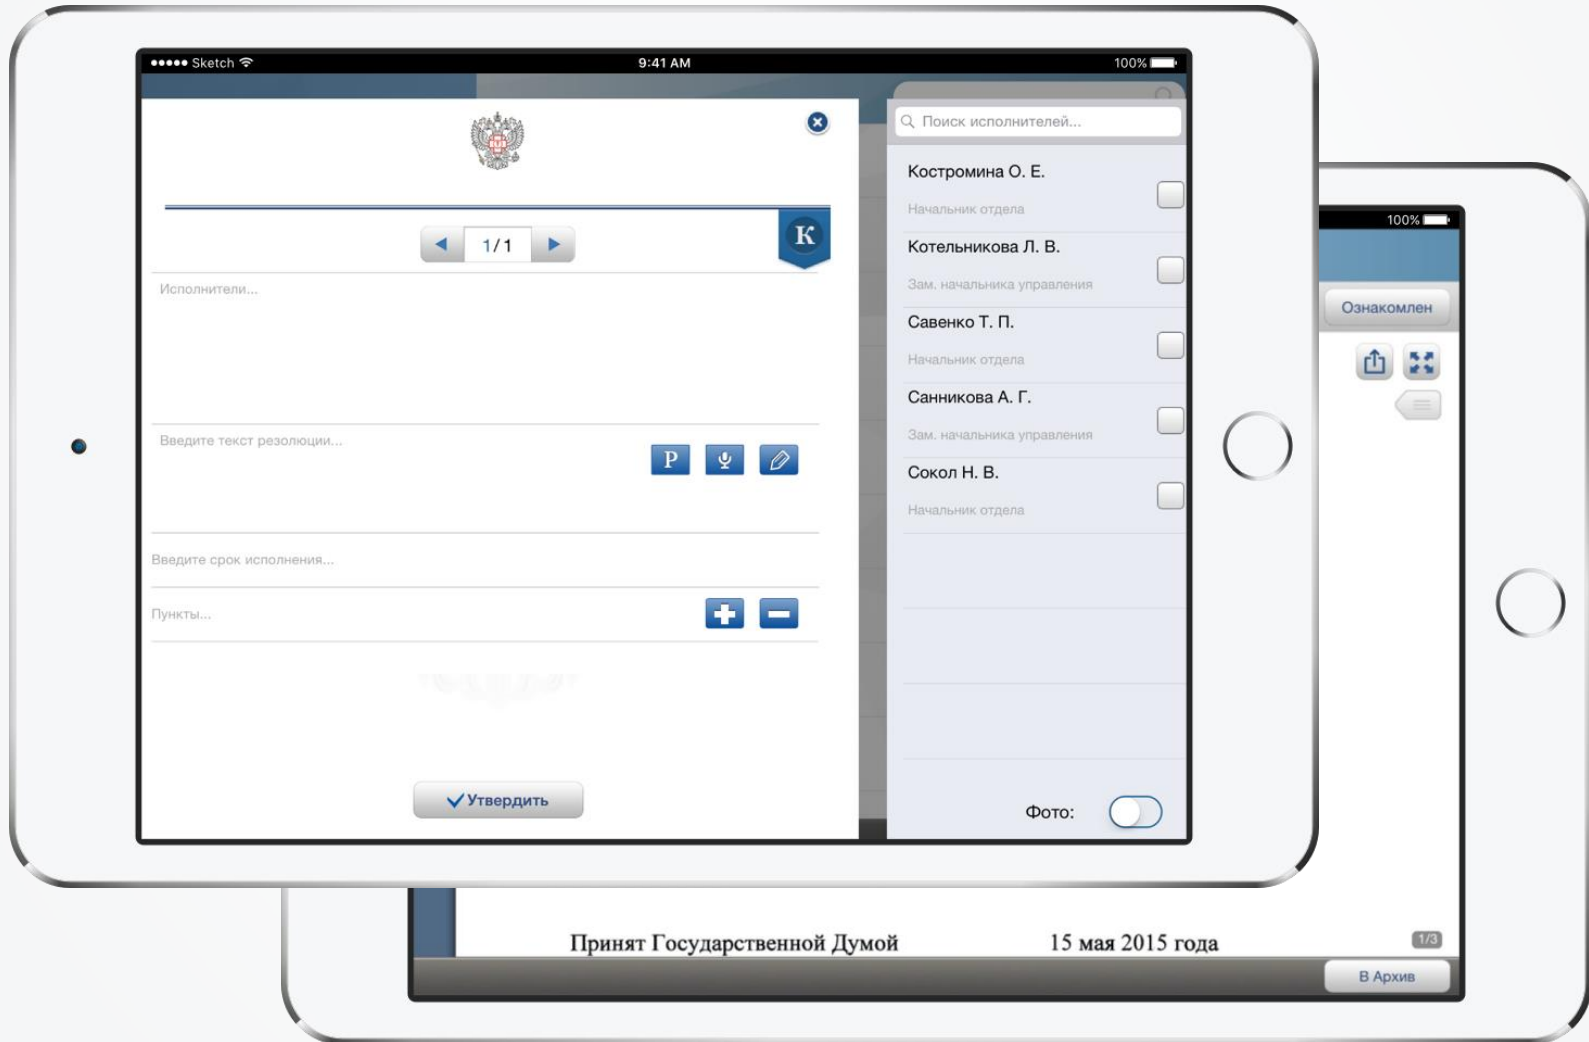 Sketch
9:41 AM
100%
Поиск исполнителей...
К
1/1
Исполнители...
Введите текст резолюции...
Р
Введите срок исполнения...
Пункты...
Утвердить
Костромина О. Е.
Начальник отдела
Котельникова Л. В.
Зам. начальника управления
Савенко Т. П.
Начальник отдела
Санникова А. Г.
Зам. начальника управления
Сокол Н. В.
Начальник отдела
Фото:
100%
Ознакомлен
Принят Государственной Думой 15 мая 2015 года
1/3
В Архив